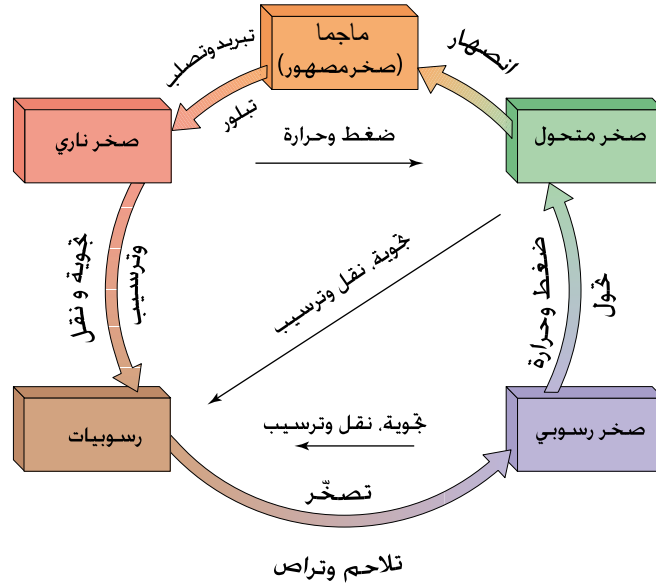 ماجما
(صخر مصهور)
انصهار
تبريد وتصلب
تبلور
صخر ناري
ضغط وحرارة
صخر متحول
تجوية و نقل
وترسيب
تجوية، نقل وترسيب
ضغط وحرارة
تحول
رسوبيات
تجوية، نقل وترسيب
صخر رسوبي
تصخّر
تلاحم وتراص